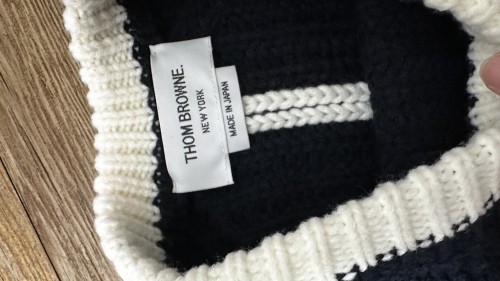 THOM BROWNE.
NEW YORK
MADE IN JAPAN